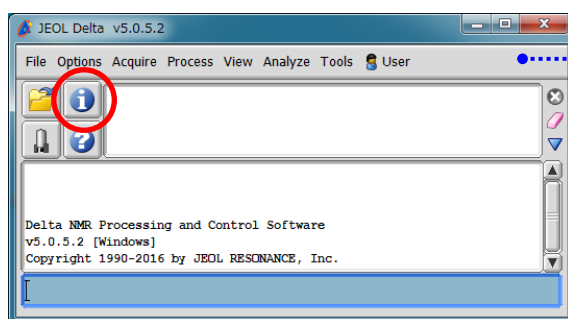 JEOL Delta v5.0.5.2
File Options Acquire Process View Analyze Tools User
Delta NMR Processing and Control Software
v5.0.5.2 [Windows]
Copyright 1990-2016 by JEOL RESONANCE, Inc.